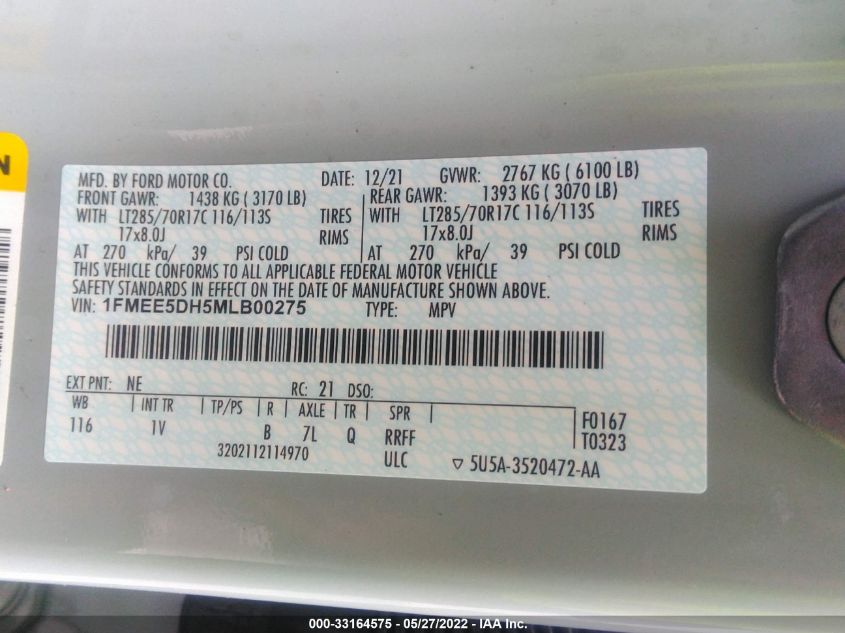 N
MFD. BY FORD MOTOR CO. DATE: 12/21 GVWR: 2767 KG ( 6100 LB)
FRONT GAWR: 1438 KG ( 3170 LB) REAR GAWR: 1393 KG ( 3070 LB)
WITH LT285/70R17C 116/113S TIRES WITH LT285/70R17C 116/113S TIRES
17x8.0J RIMS 17x8.0J RIMS
AT 270 kPa/ 39 PSI COLD AT 270 kPa/ 39 PSI COLD
THIS VEHICLE CONFORMS TO ALL APPLICABLE FEDERAL MOTOR VEHICLE
SAFETY STANDARDS IN EFFECT ON THE DATE OF MANUFACTURE SHOWN ABOVE.
VIN: 1FMEE5DH5MLB00275 TYPE: MPV
EXT PNT: NE RC: 21 DSO:
WB INT TR TP/PS R AXLE TR SPR F0167
116 1V B 7L Q RRFF T0323
3202112114970 ULC ▽ 5U5A-3520472-AA
000-33164575 - 05/27/2022 - IAA Inc.